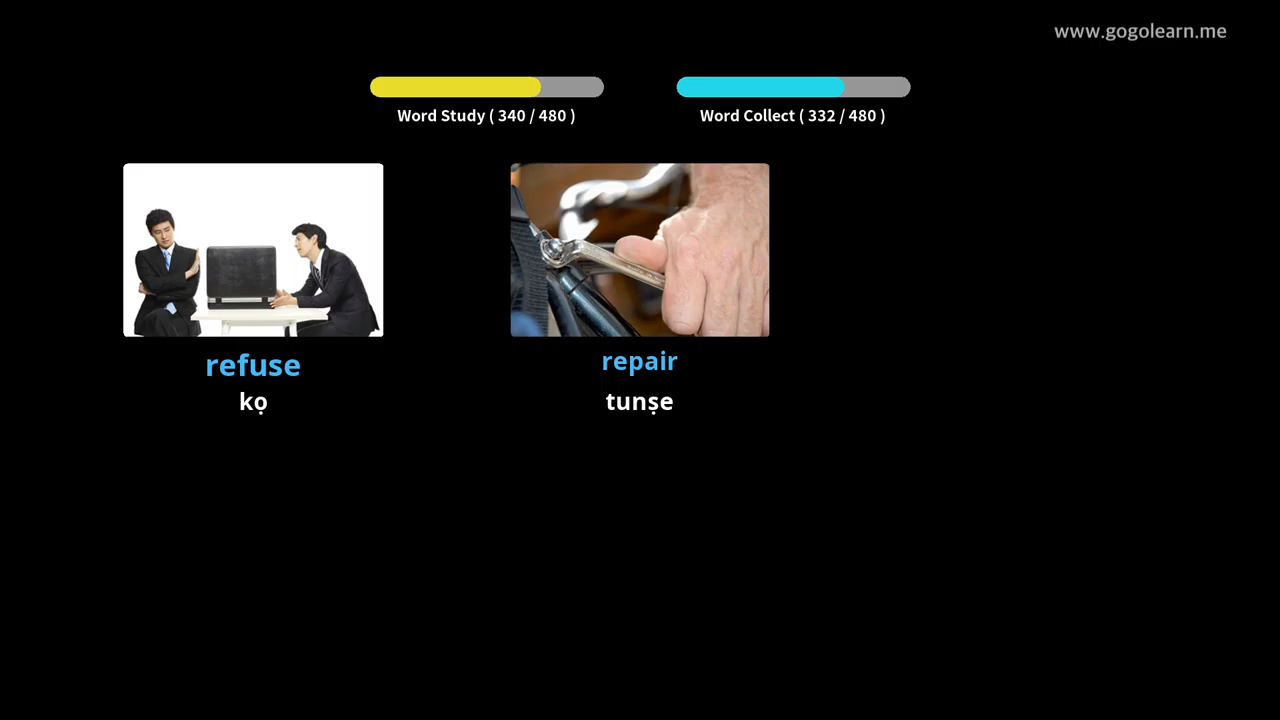 www.gogolearn.me
Word Study ( 340 / 480 )
Word Collect ( 332 / 480 )
refuse
kọ
repair
tunṣe